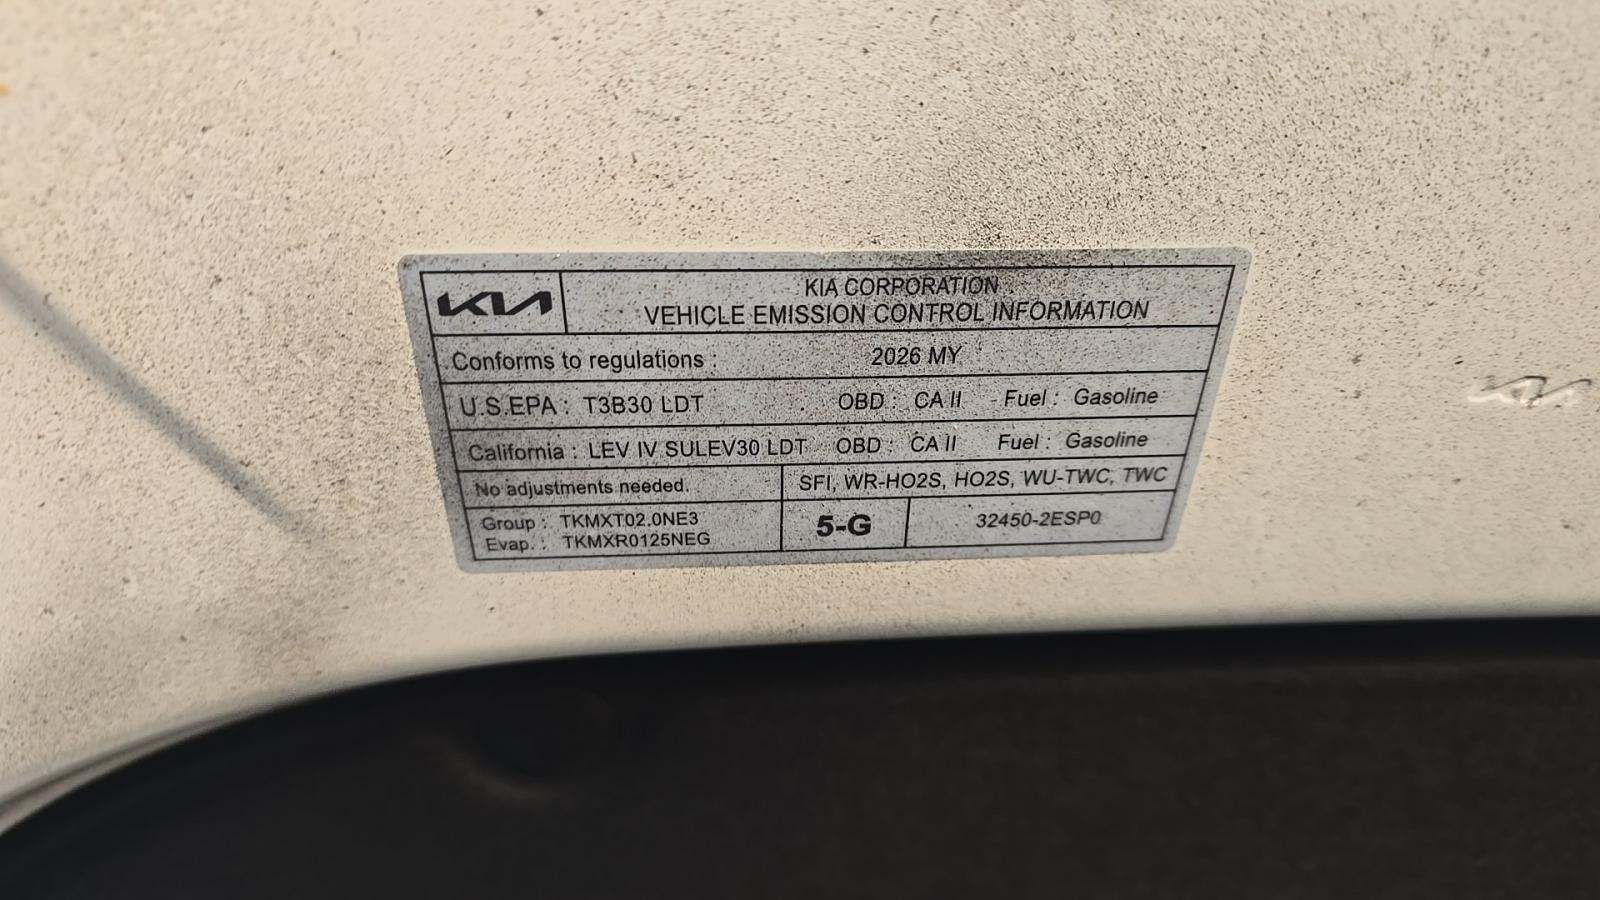 KIA
KIA CORPORATION
VEHICLE EMISSION CONTROL INFORMATION
Conforms to regulations : 2026 MY
U.S.EPA : T3B30 LDT OBD : CA II Fuel : Gasoline
California : LEV IV SULEV30 LDT OBD : CA II Fuel : Gasoline
No adjustments needed. SFI, WR-HO2S, HO2S, WU-TWC, TWC
Group : TKMXT02.0NE3
Evap. : TKMXR0125NEG
5-G
32450-2ESP0
KIA